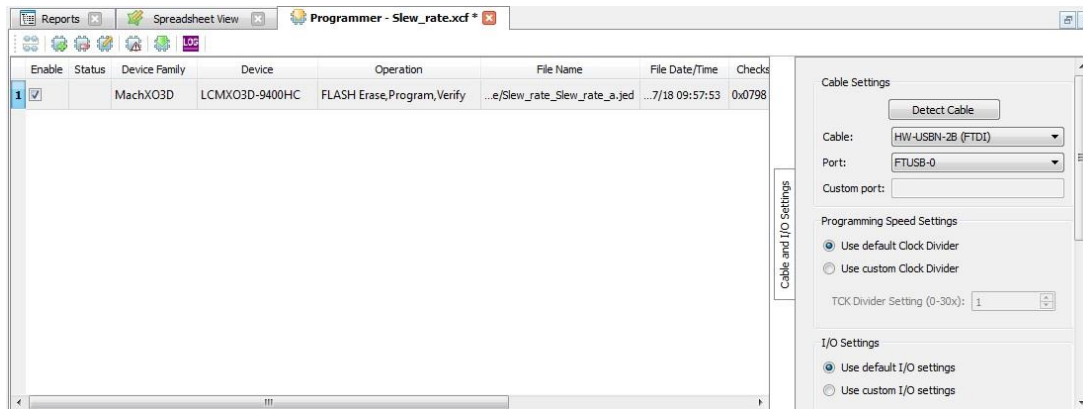 Reports Spreadsheet View Programmer - Slew_rate.xcf *
LOG
Enable Status Device Family Device Operation File Name File Date/Time Checks
1 MachXO3D LCMXO3D-9400HC FLASH Erase,Program,Verify ...e/Slew_rate_Slew_rate_a.jed ...7/18 09:57:53 0x0798
Cable and I/O Settings
Cable Settings
Detect Cable
Cable: HW-USBN-2B (FTDI)
Port: FTUSB-0
Custom port:
Programming Speed Settings
Use default Clock Divider
Use custom Clock Divider
TCK Divider Setting (0-30x): 1
I/O Settings
Use default I/O settings
Use custom I/O settings